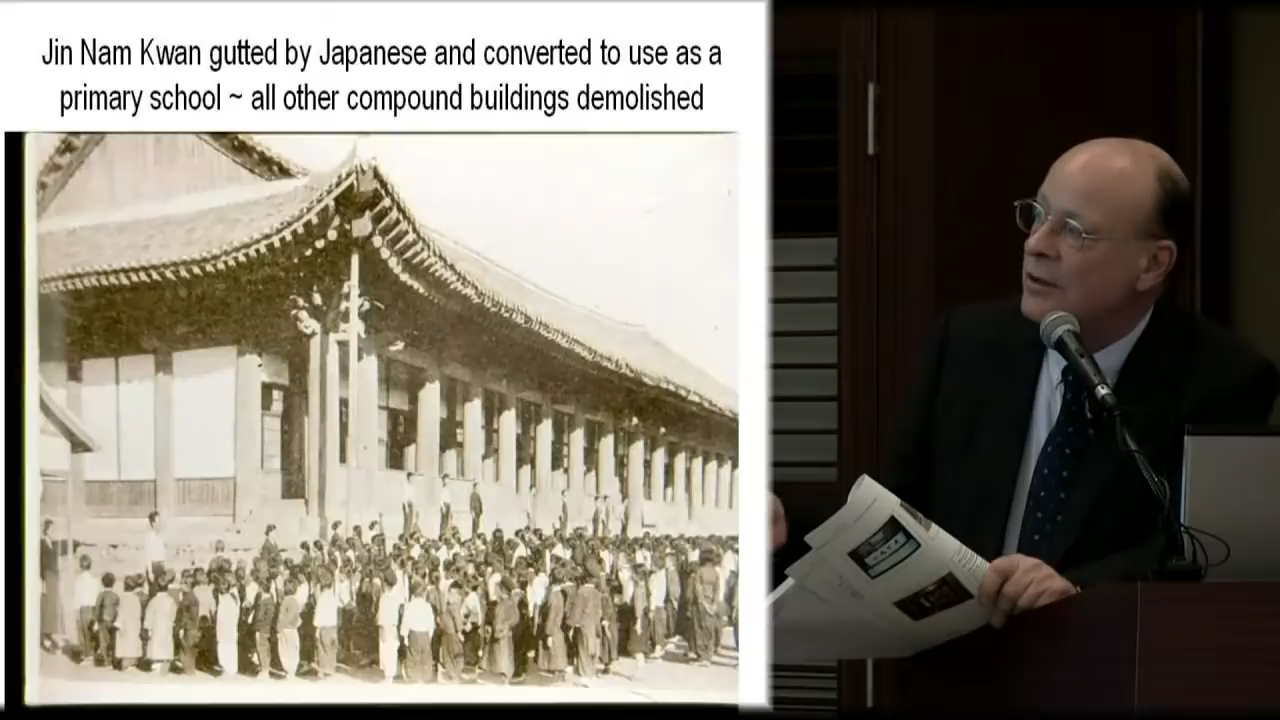 Jin Nam Kwan gutted by Japanese and converted to use as a
primary school ~ all other compound buildings demolished